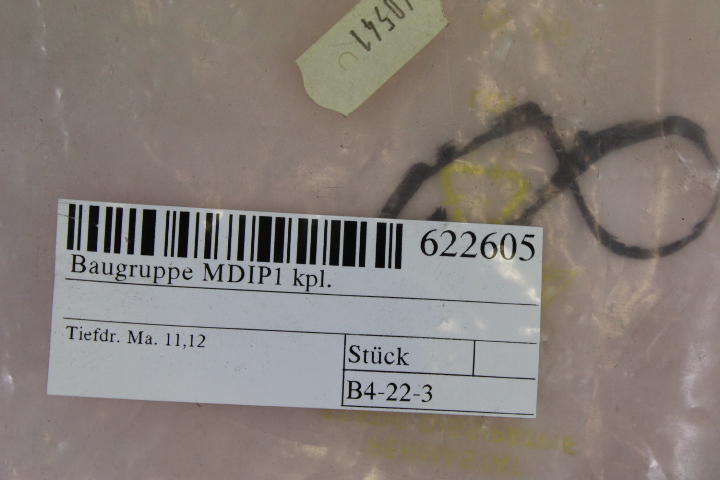 622605
Baugruppe MDIP1 kpl.
Tiefdr. Ma. 11,12
Stück
B4-22-3